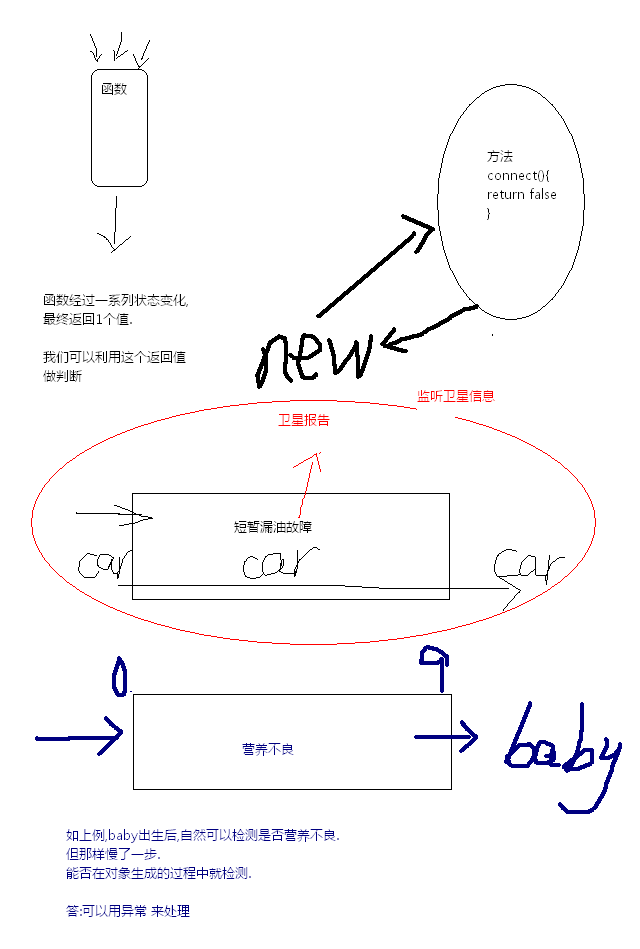 函数
方法
connect(){
return false
}
函数经过一系列状态变化,
最终返回1个值.
我们可以利用这个返回值
做判断
new
监听卫星信息
卫星报告
短暂漏油故障
car car car
0 9
营养不良
baby
如上例,baby出生后,自然可以检测是否营养不良.
但那样慢了一步.
能否在对象生成的过程中就检测.
答:可以用异常 来处理